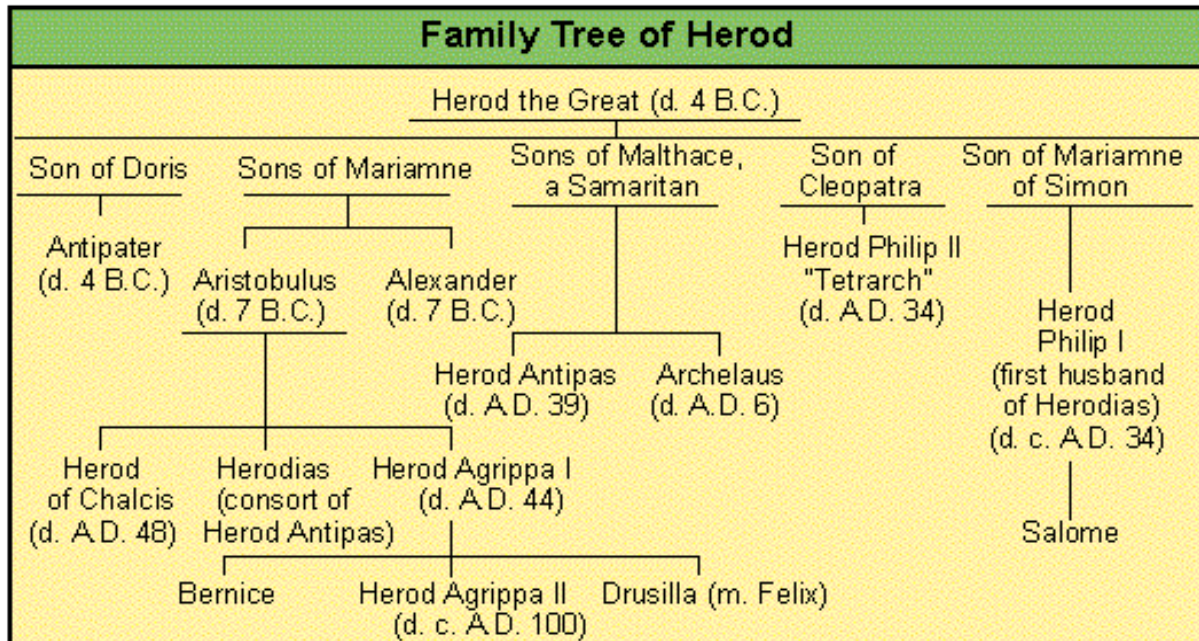 Family Tree of Herod
Herod the Great (d. 4 B.C.)
Son of Doris
Sons of Mariamne
Sons of Malthace,
a Samaritan
Son of
Cleopatra
Son of Mariamne
of Simon
Antipater
(d. 4 B.C.)
Aristobulus
(d. 7 B.C.)
Alexander
(d. 7 B.C.)
Herod Philip II
"Tetrarch"
(d. A.D. 34)
Herod Antipas
(d. A.D. 39)
Archelaus
(d. A.D. 6)
Herod
Philip I
(first husband
of Herodias)
(d. c. A.D. 34)
Herod
of Chalcis
(d. A.D. 48)
Herodias
(consort of
Herod Antipas)
Herod Agrippa I
(d. A.D. 44)
Salome
Bernice
Herod Agrippa II
(d. c. A.D. 100)
Drusilla (m. Felix)